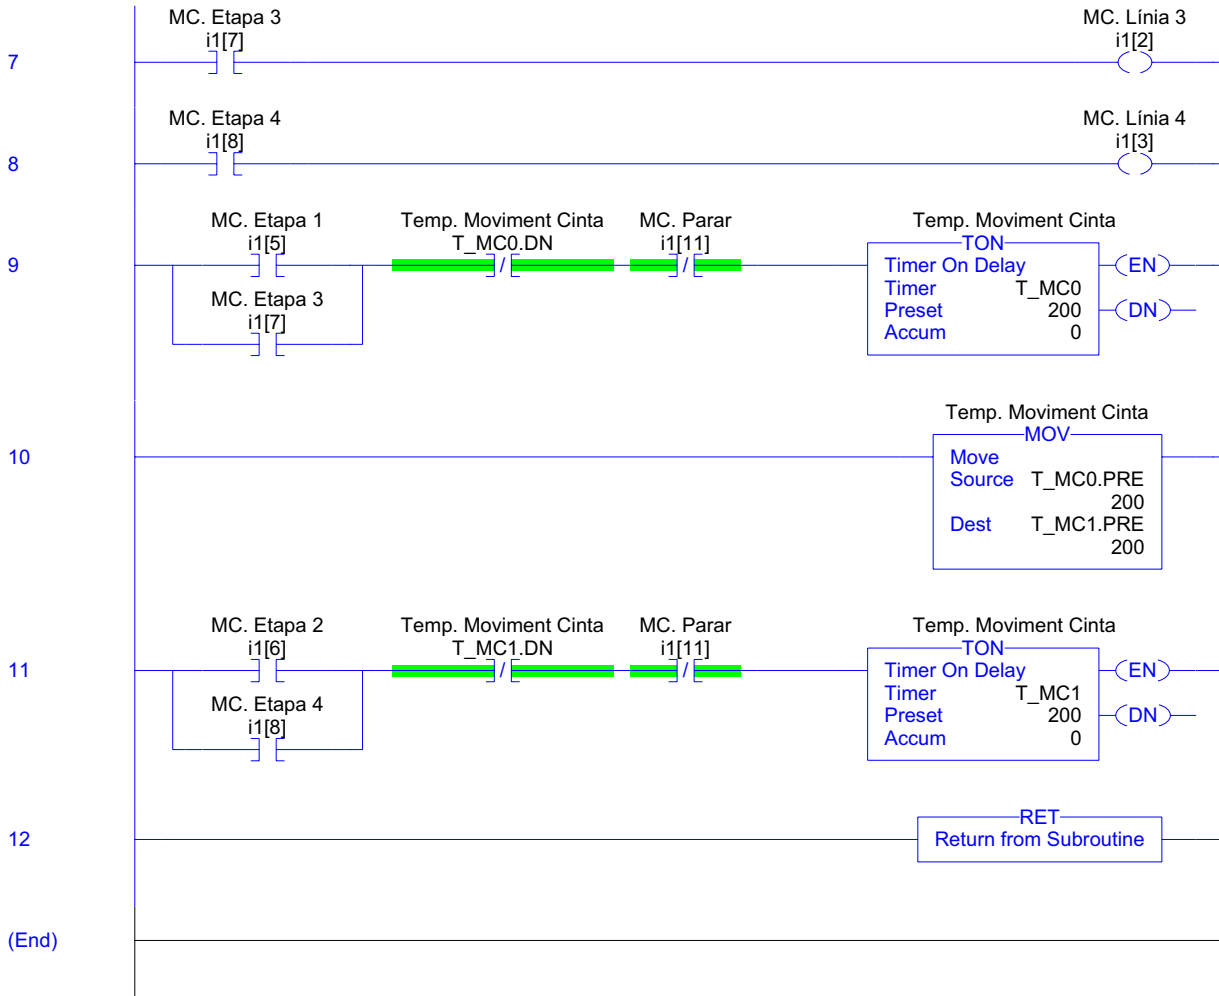 MC. Etapa 3 MC. Línia 3
i1[7] i1[2]
7
MC. Etapa 4 MC. Línia 4
i1[8] i1[3]
8
MC. Etapa 1 Temp. Moviment Cinta MC. Parar Temp. Moviment Cinta
i1[5] T_MC0.DN i1[11] TON
9 / / Timer On Delay EN
Timer T_MC0
MC. Etapa 3 Preset 200 DN
i1[7] Accum 0
Temp. Moviment Cinta
MOV
10 Move
Source T_MC0.PRE
200
Dest T_MC1.PRE
200
MC. Etapa 2 Temp. Moviment Cinta MC. Parar Temp. Moviment Cinta
i1[6] T_MC1.DN i1[11] TON
11 / / Timer On Delay EN
Timer T_MC1
MC. Etapa 4 Preset 200 DN
i1[8] Accum 0
RET
12 Return from Subroutine
(End)